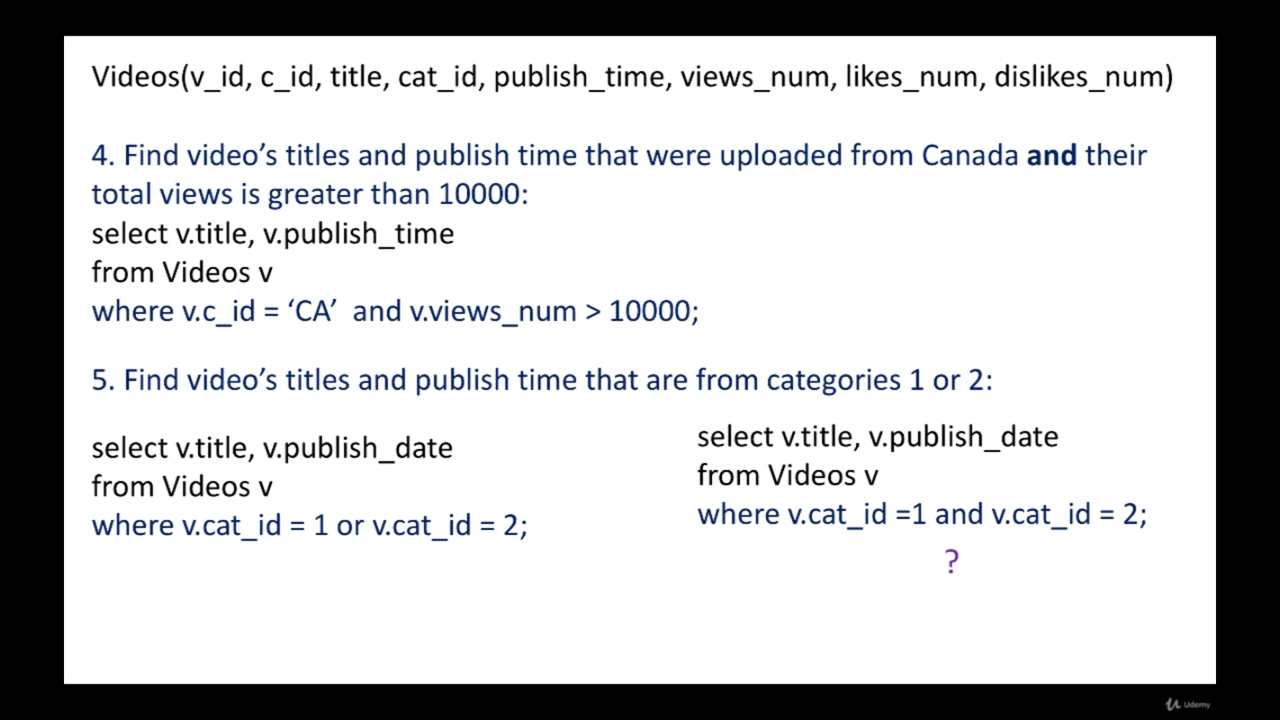 Videos(v_id, c_id, title, cat_id, publish_time, views_num, likes_num, dislikes_num)
4. Find video’s titles and publish time that were uploaded from Canada and their
total views is greater than 10000:
select v.title, v.publish_time
from Videos v
where v.c_id = ‘CA’ and v.views_num > 10000;
5. Find video’s titles and publish time that are from categories 1 or 2:
select v.title, v.publish_date
from Videos v
where v.cat_id = 1 or v.cat_id = 2;
select v.title, v.publish_date
from Videos v
where v.cat_id =1 and v.cat_id = 2;
?
Udemy